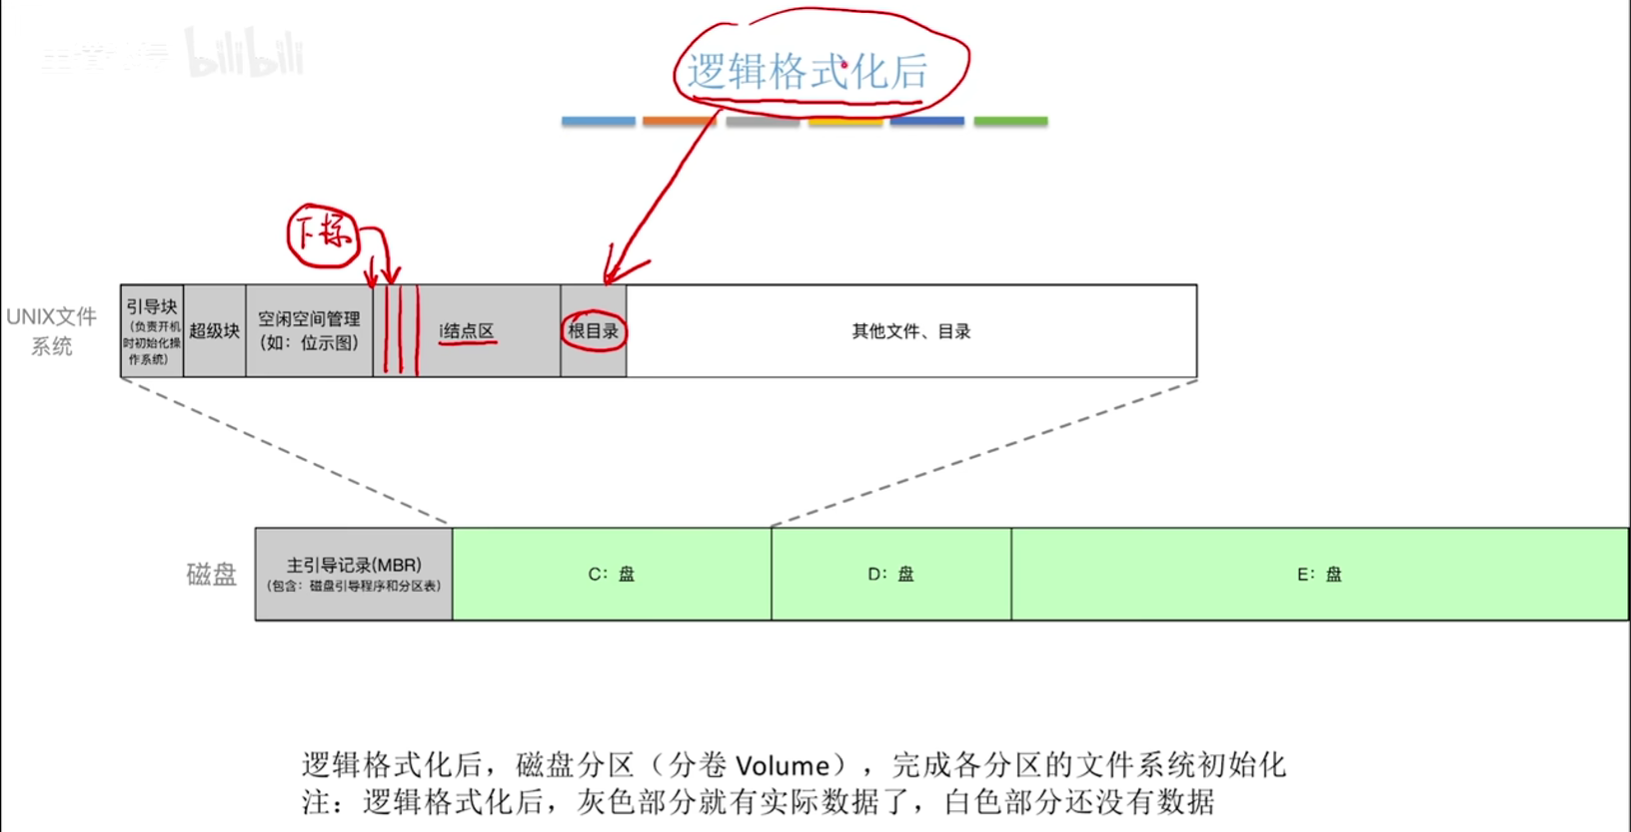 bilibili
逻辑格式化后
下标
UNIX文件
系统
引导块
（负责开机
时初始化操
作系统）
超级块
空闲空间管理
（如：位示图）
i结点区
根目录
其他文件、目录
磁盘
主引导记录(MBR)
（包含：磁盘引导程序和分区表）
C：盘
D：盘
E：盘
逻辑格式化后，磁盘分区（分卷 Volume），完成各分区的文件系统初始化
注：逻辑格式化后，灰色部分就有实际数据了，白色部分还没有数据